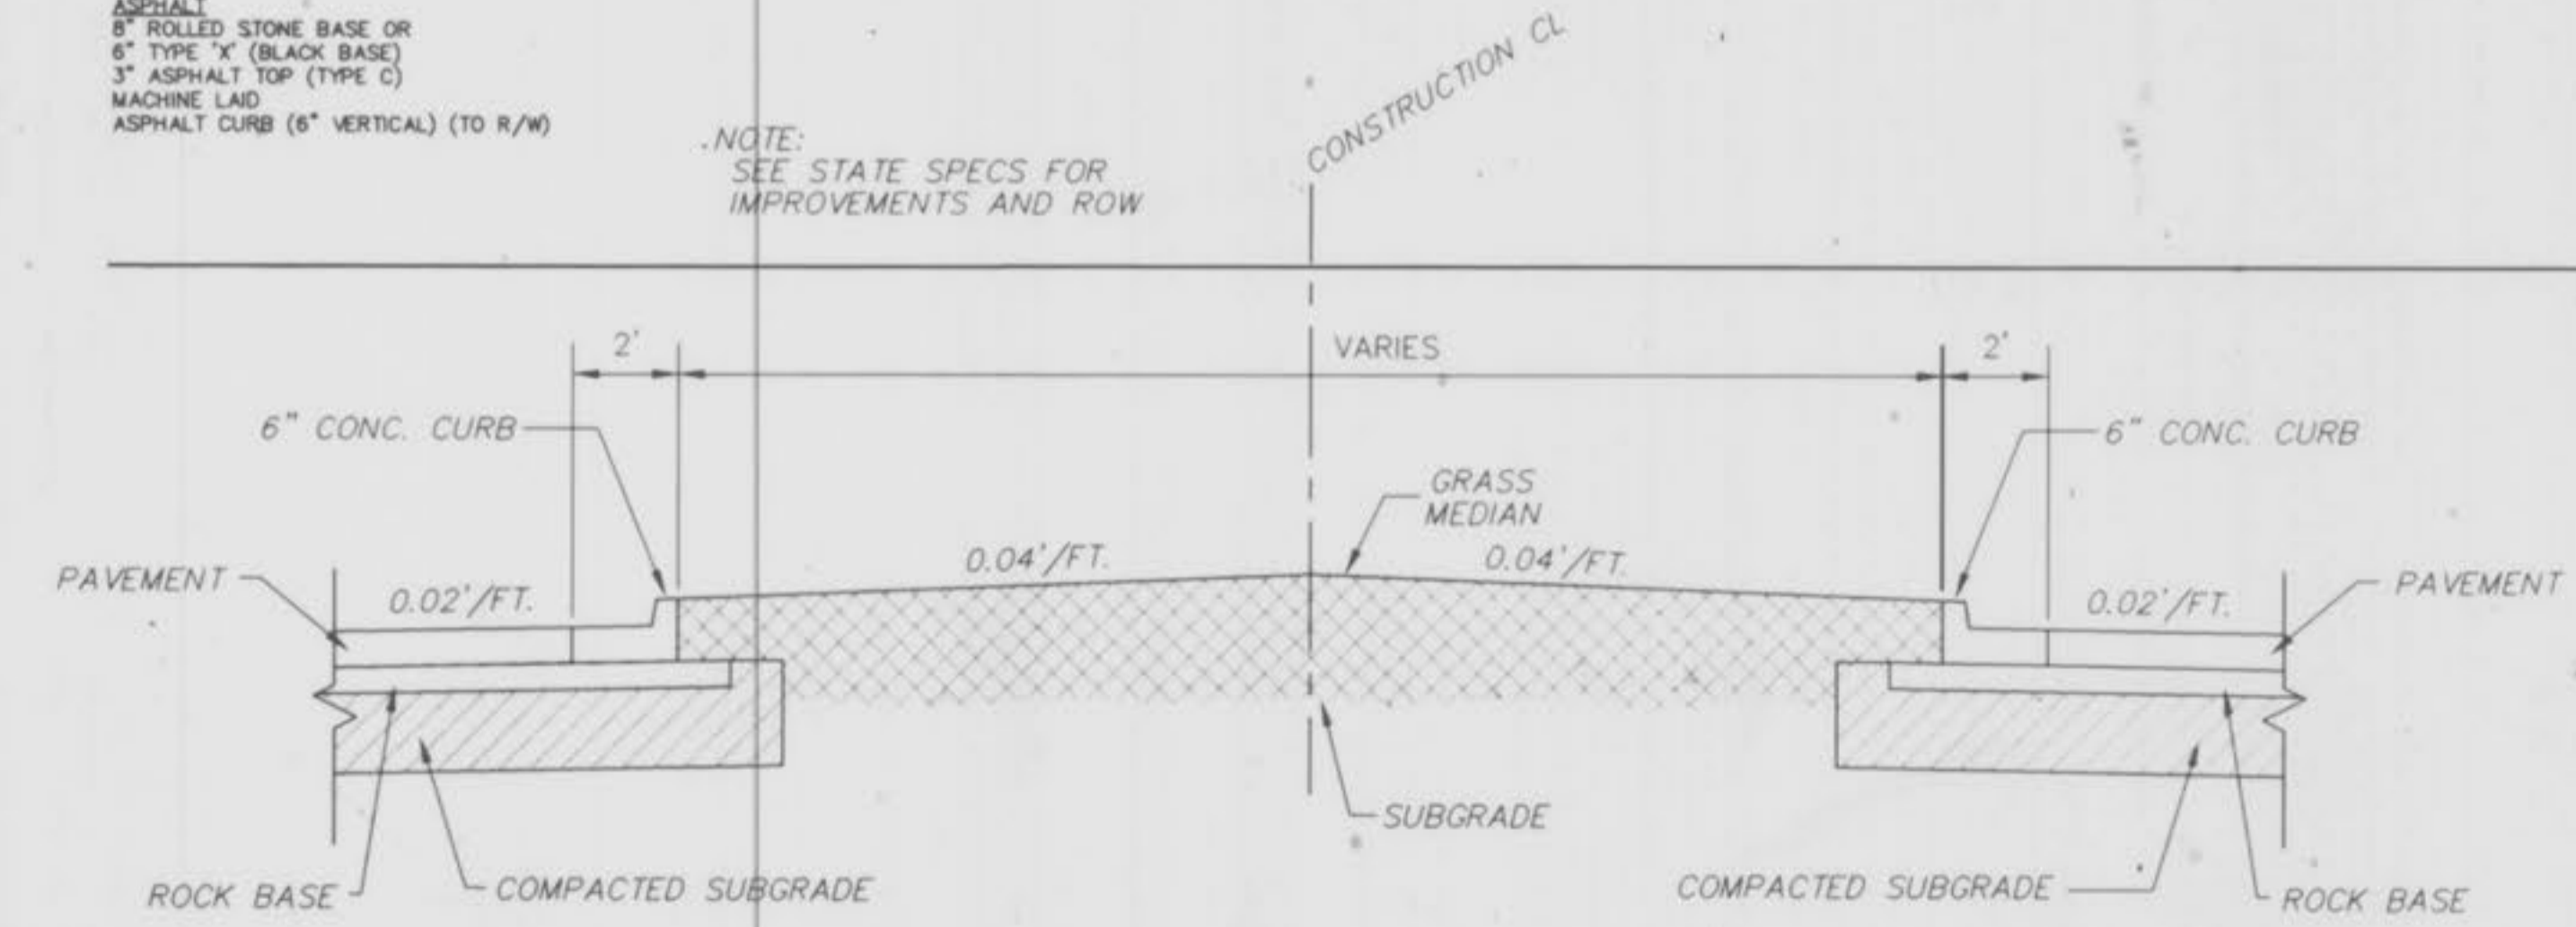 ASPHALT
8" ROLLED STONE BASE OR
6" TYPE 'X' (BLACK BASE)
3" ASPHALT TOP (TYPE C)
MACHINE LAID
ASPHALT CURB (6" VERTICAL) (TO R/W)
NOTE:
SEE STATE SPECS FOR
IMPROVEMENTS AND ROW
CONSTRUCTION CL
2'
VARIES
2'
6" CONC. CURB
6" CONC. CURB
GRASS
MEDIAN
PAVEMENT
0.02'/FT.
0.04'/FT.
0.04'/FT.
0.02'/FT.
PAVEMENT
SUBGRADE
ROCK BASE
COMPACTED SUBGRADE
COMPACTED SUBGRADE
ROCK BASE